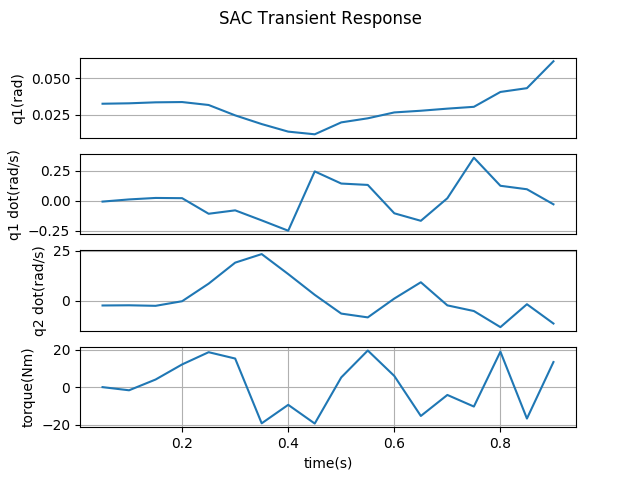 SAC Transient Response
q1(rad)
0.050
0.025
q1 dot(rad/s)
0.25
0.00
−0.25
q2 dot(rad/s)
25
0
torque(Nm)
20
0
−20
0.2 0.4 0.6 0.8
time(s)